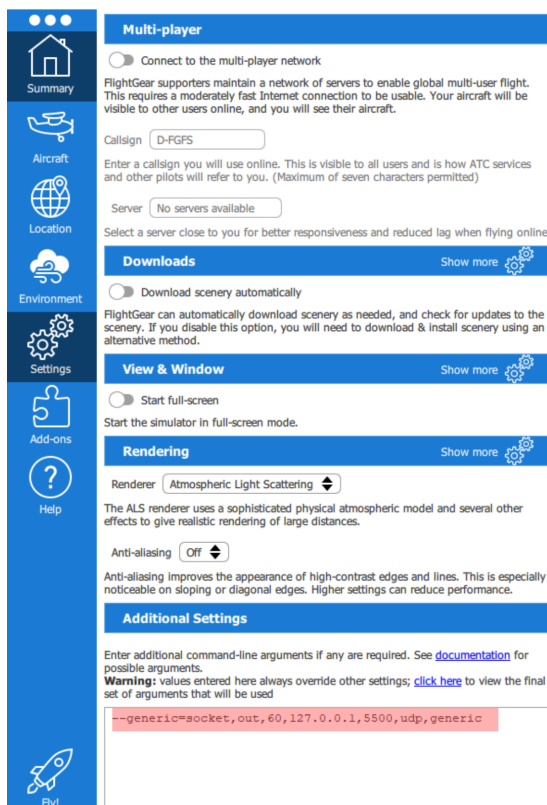 Multi-player
Connect to the multi-player network
FlightGear supporters maintain a network of servers to enable global multi-user flight.
This requires a moderately fast Internet connection to be usable. Your aircraft will be
visible to other users online, and you will see their aircraft.
Callsign D-FGFS
Enter a callsign you will use online. This is visible to all users and is how ATC services
and other pilots will refer to you. (Maximum of seven characters permitted)
Server No servers available
Select a server close to you for better responsiveness and reduced lag when flying online
Downloads Show more
Download scenery automatically
FlightGear can automatically download scenery as needed, and check for updates to the
scenery. If you disable this option, you will need to download & install scenery using an
alternative method.
View & Window Show more
Start full-screen
Start the simulator in full-screen mode.
Rendering Show more
Renderer Atmospheric Light Scattering
The ALS renderer uses a sophisticated physical atmospheric model and several other
effects to give realistic rendering of large distances.
Anti-aliasing Off
Anti-aliasing improves the appearance of high-contrast edges and lines. This is especially
noticeable on sloping or diagonal edges. Higher settings can reduce performance.
Additional Settings
Enter additional command-line arguments if any are required. See documentation for
possible arguments.
Warning: values entered here always override other settings; click here to view the final
set of arguments that will be used
--generic=socket,out,60,127.0.0.1,5500,udp,generic
Summary
Aircraft
Location
Environment
Settings
Add-ons
Help
Fly!